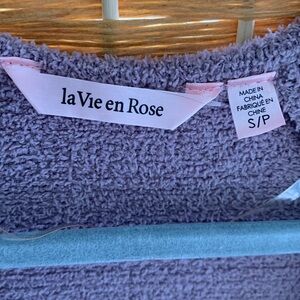 la Vie en Rose
MADE IN
CHINA
FABRIQUÉ EN
CHINE
S/P